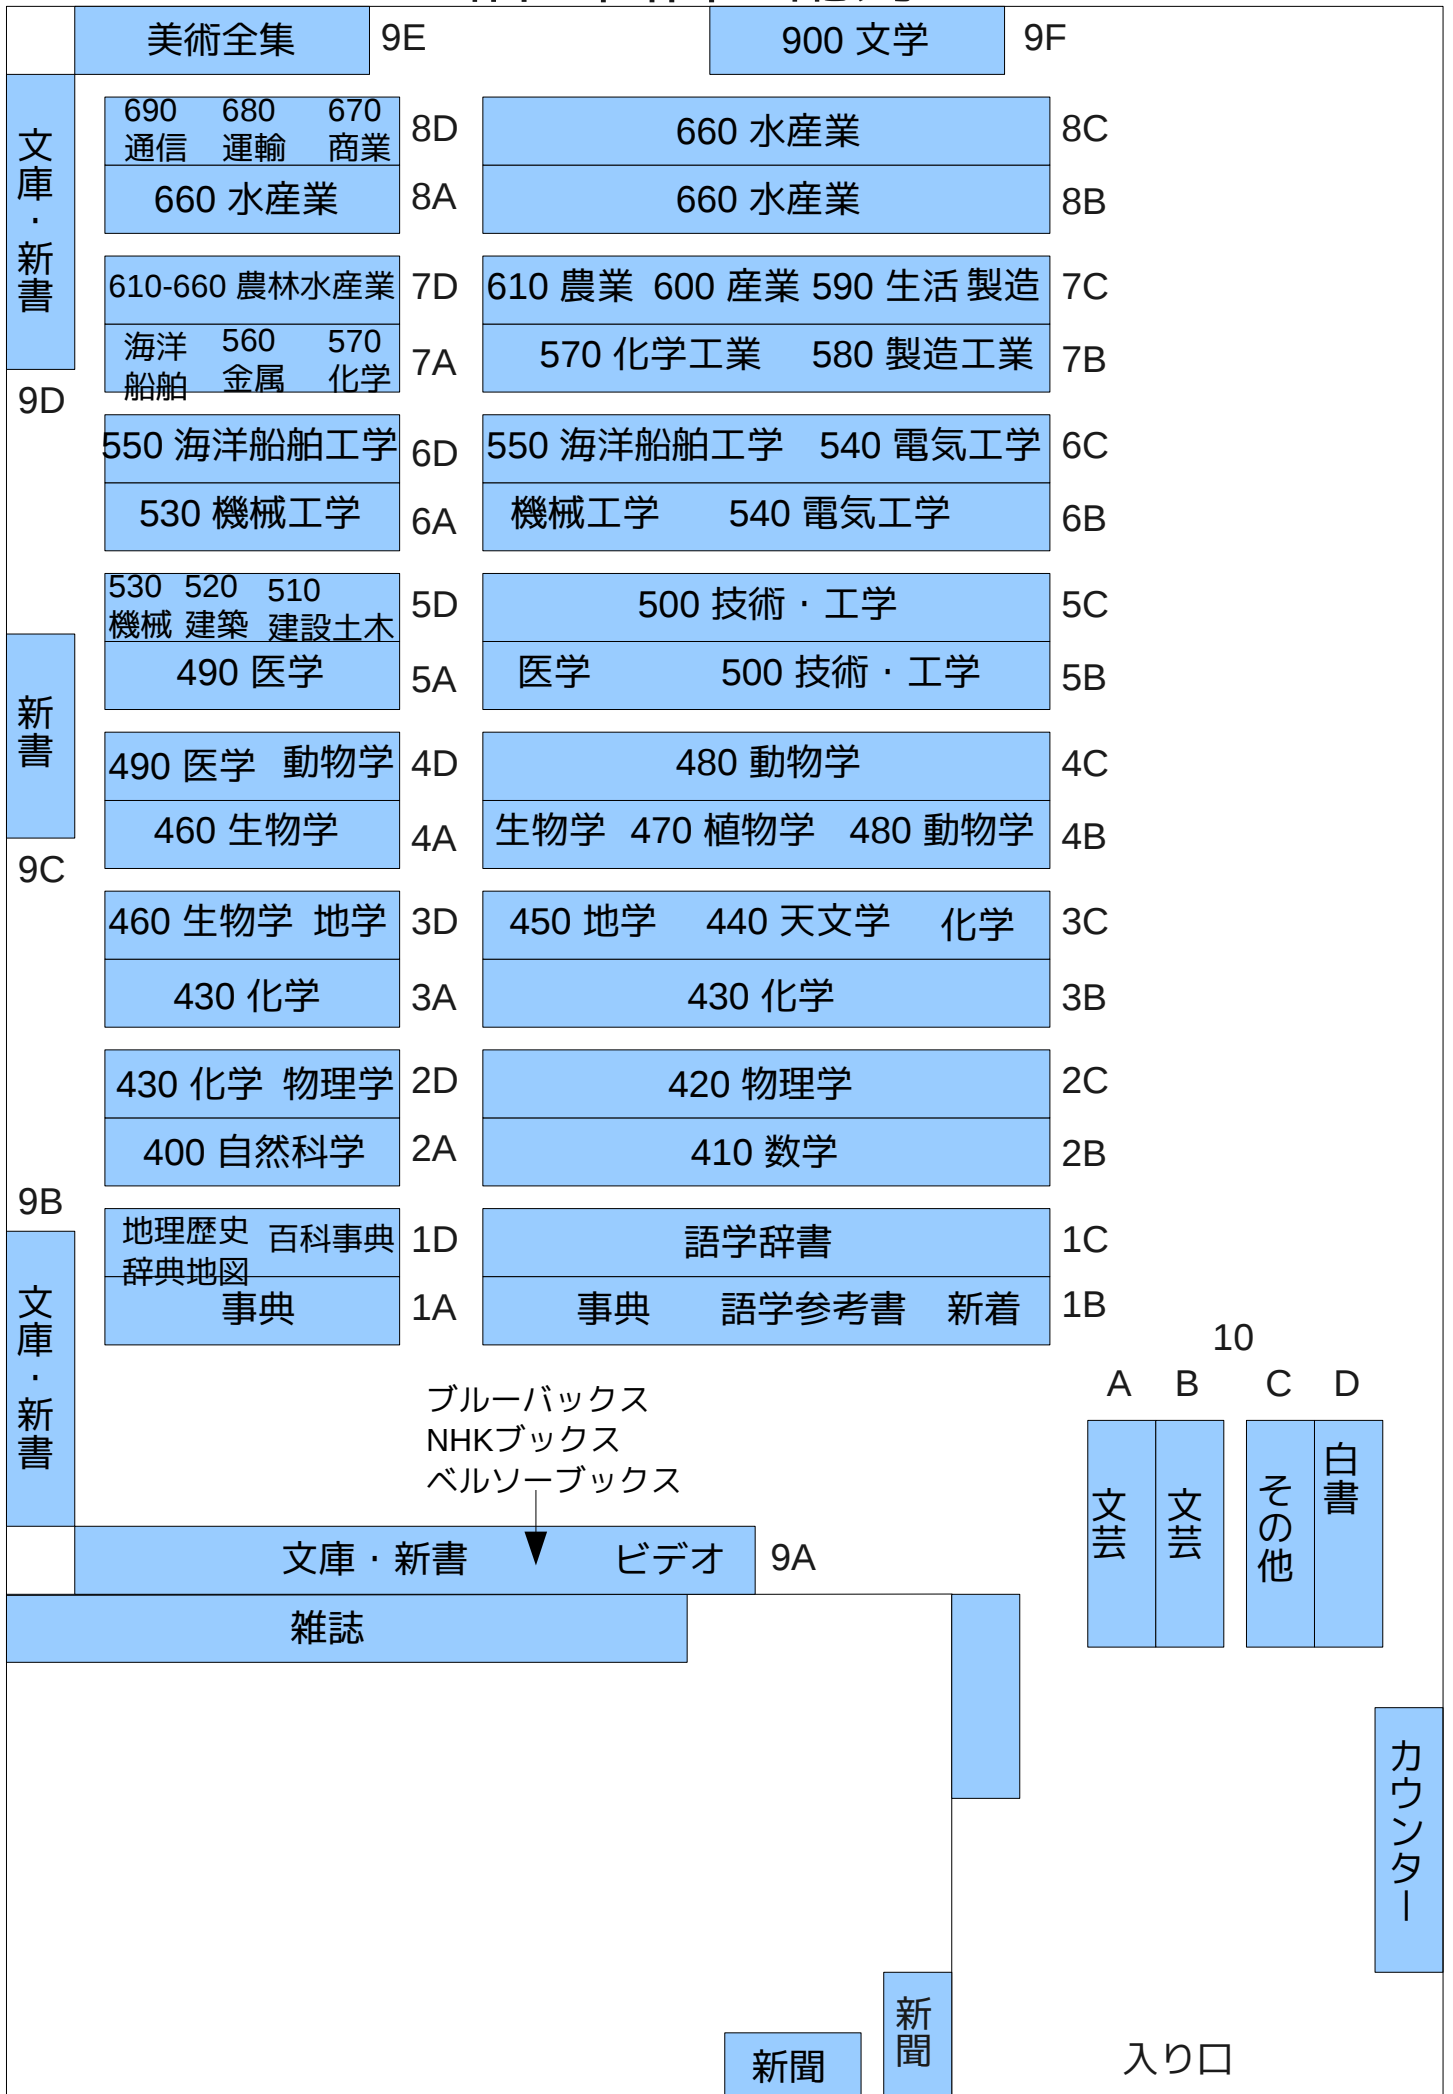 美術全集 9E 900 文学 9F
文庫・新書
690 680 670
通信 運輸 商業
8D
660 水産業 8C
660 水産業 8A 660 水産業 8B
610-660 農林水産業 7D 610 農業 600 産業 590 生活 製造 7C
海洋 560 570
船舶 金属 化学
7A
570 化学工業 580 製造工業 7B
9D
550 海洋船舶工学 6D 550 海洋船舶工学 540 電気工学 6C
530 機械工学 6A 機械工学 540 電気工学 6B
530 520 510
機械 建築 建設土木
5D
500 技術・工学 5C
490 医学 5A 医学 500 技術・工学 5B
新書
490 医学 動物学 4D 480 動物学 4C
460 生物学 4A 生物学 470 植物学 480 動物学 4B
9C
460 生物学 地学 3D 450 地学 440 天文学 化学 3C
430 化学 3A 430 化学 3B
430 化学 物理学 2D 420 物理学 2C
400 自然科学 2A 410 数学 2B
9B
地理歴史
辞典地図
百科事典 1D
語学辞書 1C
事典 1A 事典 語学参考書 新着 1B
文庫・新書
10
A B C D
文芸
文芸
その他
白書
ブルーバックス
NHKブックス
ベルソーブックス
文庫・新書 ビデオ 9A
雑誌
カウンター
新聞
新聞
入り口